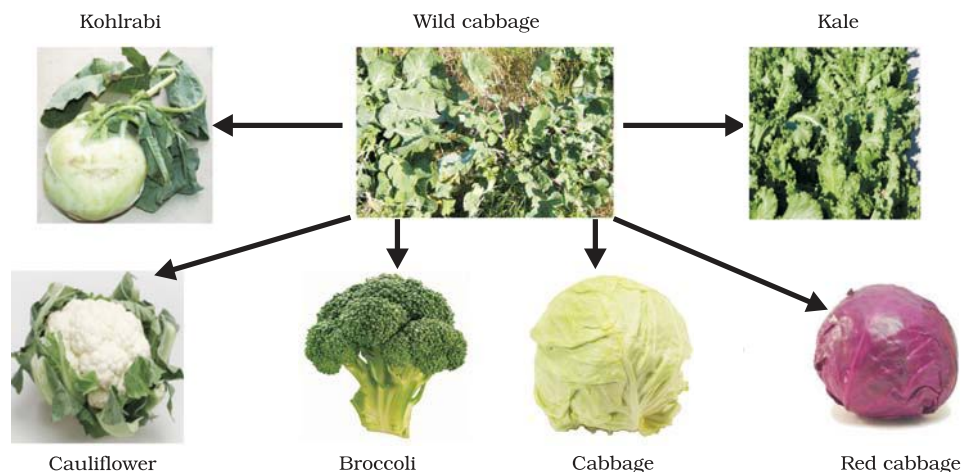 Kohlrabi
Wild cabbage
Kale
Cauliflower
Broccoli
Cabbage
Red cabbage